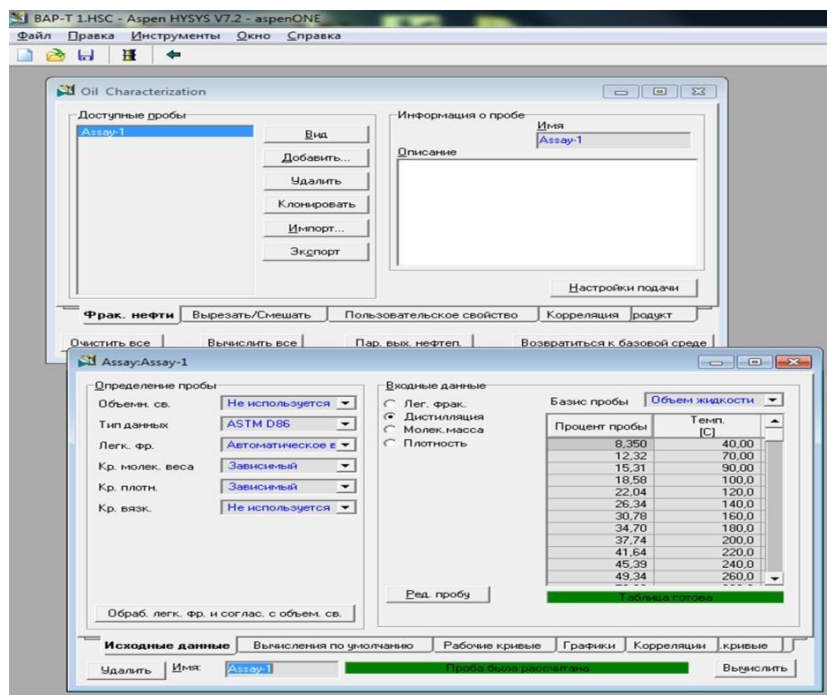 BAP-T 1.HSC - Aspen HYSYS V7.2 - aspenONE
Файл Правка Инструменты Окно Справка
Oil Characterization
Доступные пробы
Assay-1
Вид
Добавить...
Удалить
Клонировать
Импорт...
Экспорт
Информация о пробе
Имя
Assay-1
Описание
Настройки подачи
Фрак. нефти Вырезать/Смешать Пользовательское свойство Корреляция родукт
Очистить все Вычислить все Пар. вых. нефтеп. Возвратиться к базовой среде
Assay:Assay-1
Определение пробы
Объемн. св. Не используется
Тип данных ASTM D86
Легк. фр. Автоматическое в
Кр. молек. веса Зависимый
Кр. плотн. Зависимый
Кр. вязк. Не используется
Обраб. легк. фр. и соглас. с объем. св.
Входные данные
Лег. фрак.
Дистилляция
Молек.масса
Плотность
Ред. пробу
Базис пробы Объем жидкости
Процент пробы Темп. [C]
8,350 40,00
12,32 70,00
15,31 90,00
18,58 100,0
22,04 120,0
26,34 140,0
30,78 160,0
34,70 180,0
37,74 200,0
41,64 220,0
45,39 240,0
49,34 260,0
Таблица готова
Исходные данные Вычисления по умолчанию Рабочие кривые Графики Корреляции .кривые
Удалить Имя: Assay-1 Проба была рассчитана Вычислить